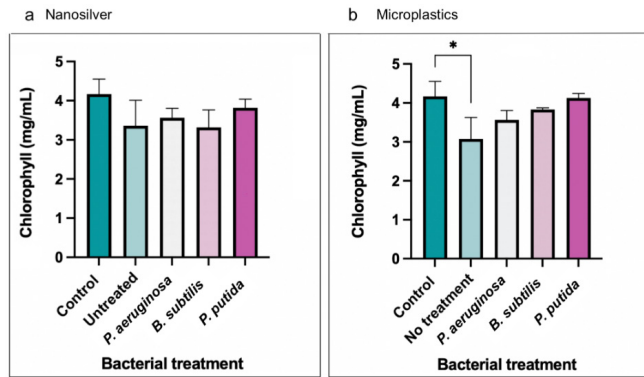 a Nanosilver
b Microplastics
Chlorophyll (mg/mL)
5
4
3
2
1
0
Control
Untreated
P. aeruginosa
B. subtilis
P. putida
Bacterial treatment
*
Chlorophyll (mg/mL)
5
4
3
2
1
0
Control
No treatment
P. aeruginosa
B. subtilis
P. putida
Bacterial treatment